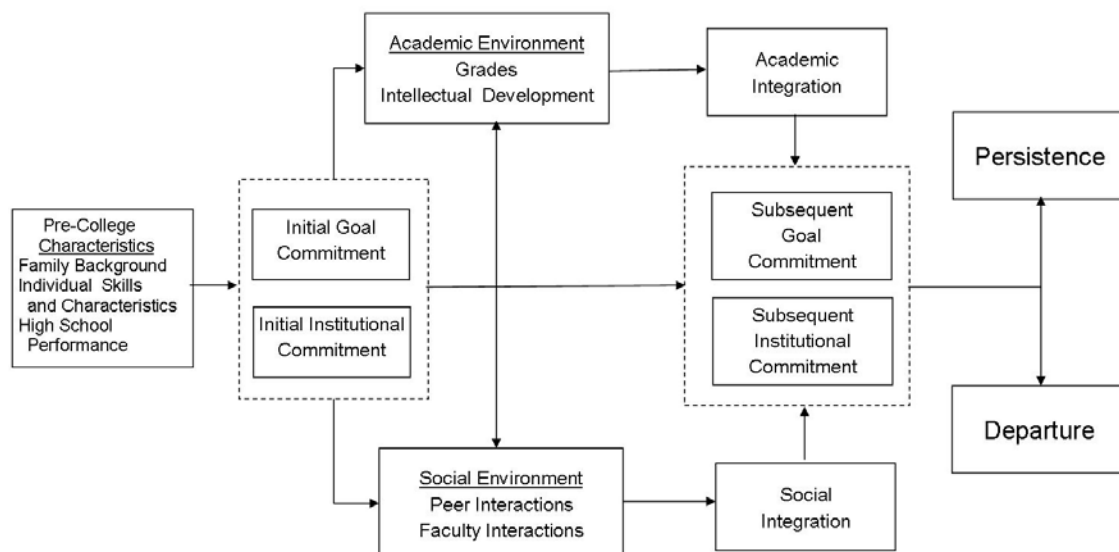 Pre-College
Characteristics
Family Background
Individual Skills
and Characteristics
High School
Performance
Initial Goal
Commitment
Initial Institutional
Commitment
Academic Environment
Grades
Intellectual Development
Social Environment
Peer Interactions
Faculty Interactions
Academic
Integration
Subsequent
Goal
Commitment
Subsequent
Institutional
Commitment
Social
Integration
Persistence
Departure